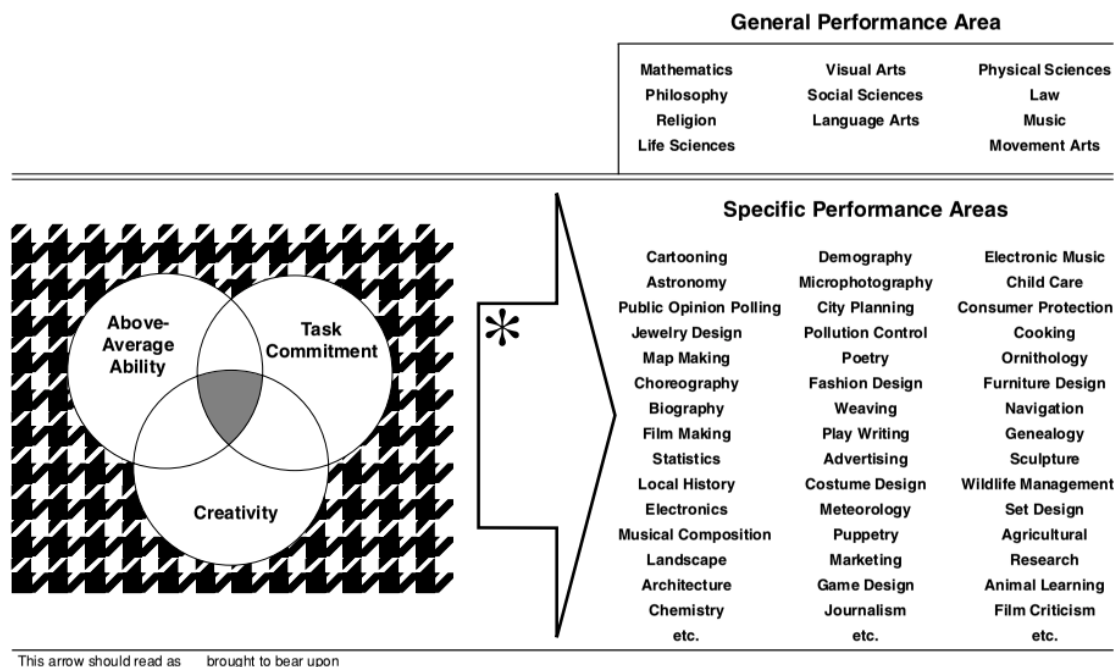 General Performance Area
Mathematics Visual Arts Physical Sciences
Philosophy Social Sciences Law
Religion Language Arts Music
Life Sciences Movement Arts
Specific Performance Areas
Above-
Average
Ability
Task
Commitment
Creativity
*
Cartooning Demography Electronic Music
Astronomy Microphotography Child Care
Public Opinion Polling City Planning Consumer Protection
Jewelry Design Pollution Control Cooking
Map Making Poetry Ornithology
Choreography Fashion Design Furniture Design
Biography Weaving Navigation
Film Making Play Writing Genealogy
Statistics Advertising Sculpture
Local History Costume Design Wildlife Management
Electronics Meteorology Set Design
Musical Composition Puppetry Agricultural
Landscape Marketing Research
Architecture Game Design Animal Learning
Chemistry Journalism Film Criticism
etc. etc. etc.
This arrow should read as brought to bear upon